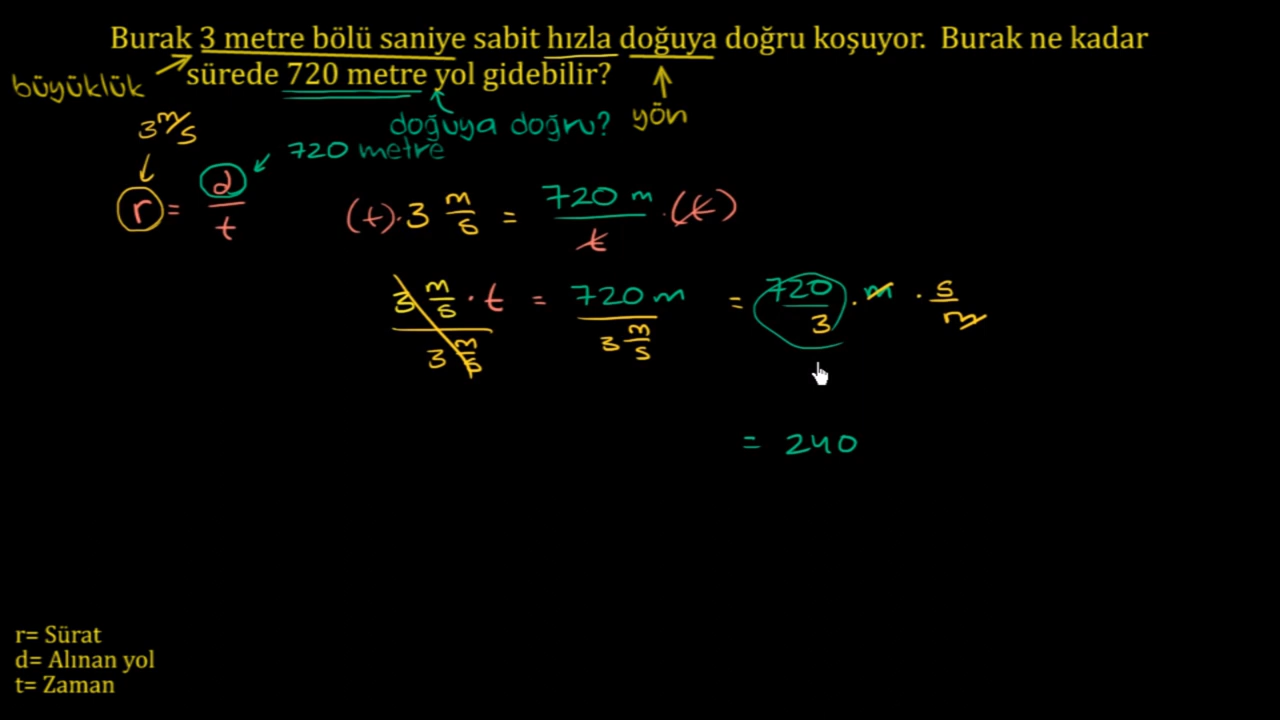 Burak 3 metre bölü saniye sabit hızla doğuya doğru koşuyor. Burak ne kadar
sürede 720 metre yol gidebilir?
büyüklük
yön
doğuya doğru?
3 m/s
720 metre
r = d/t
(t) · 3 m/s = 720 m/t · (t)
3 m/s · t / 3 m/s = 720 m / 3 m/s = 720/3 · m · s/m
= 240
r= Sürat
d= Alınan yol
t= Zaman